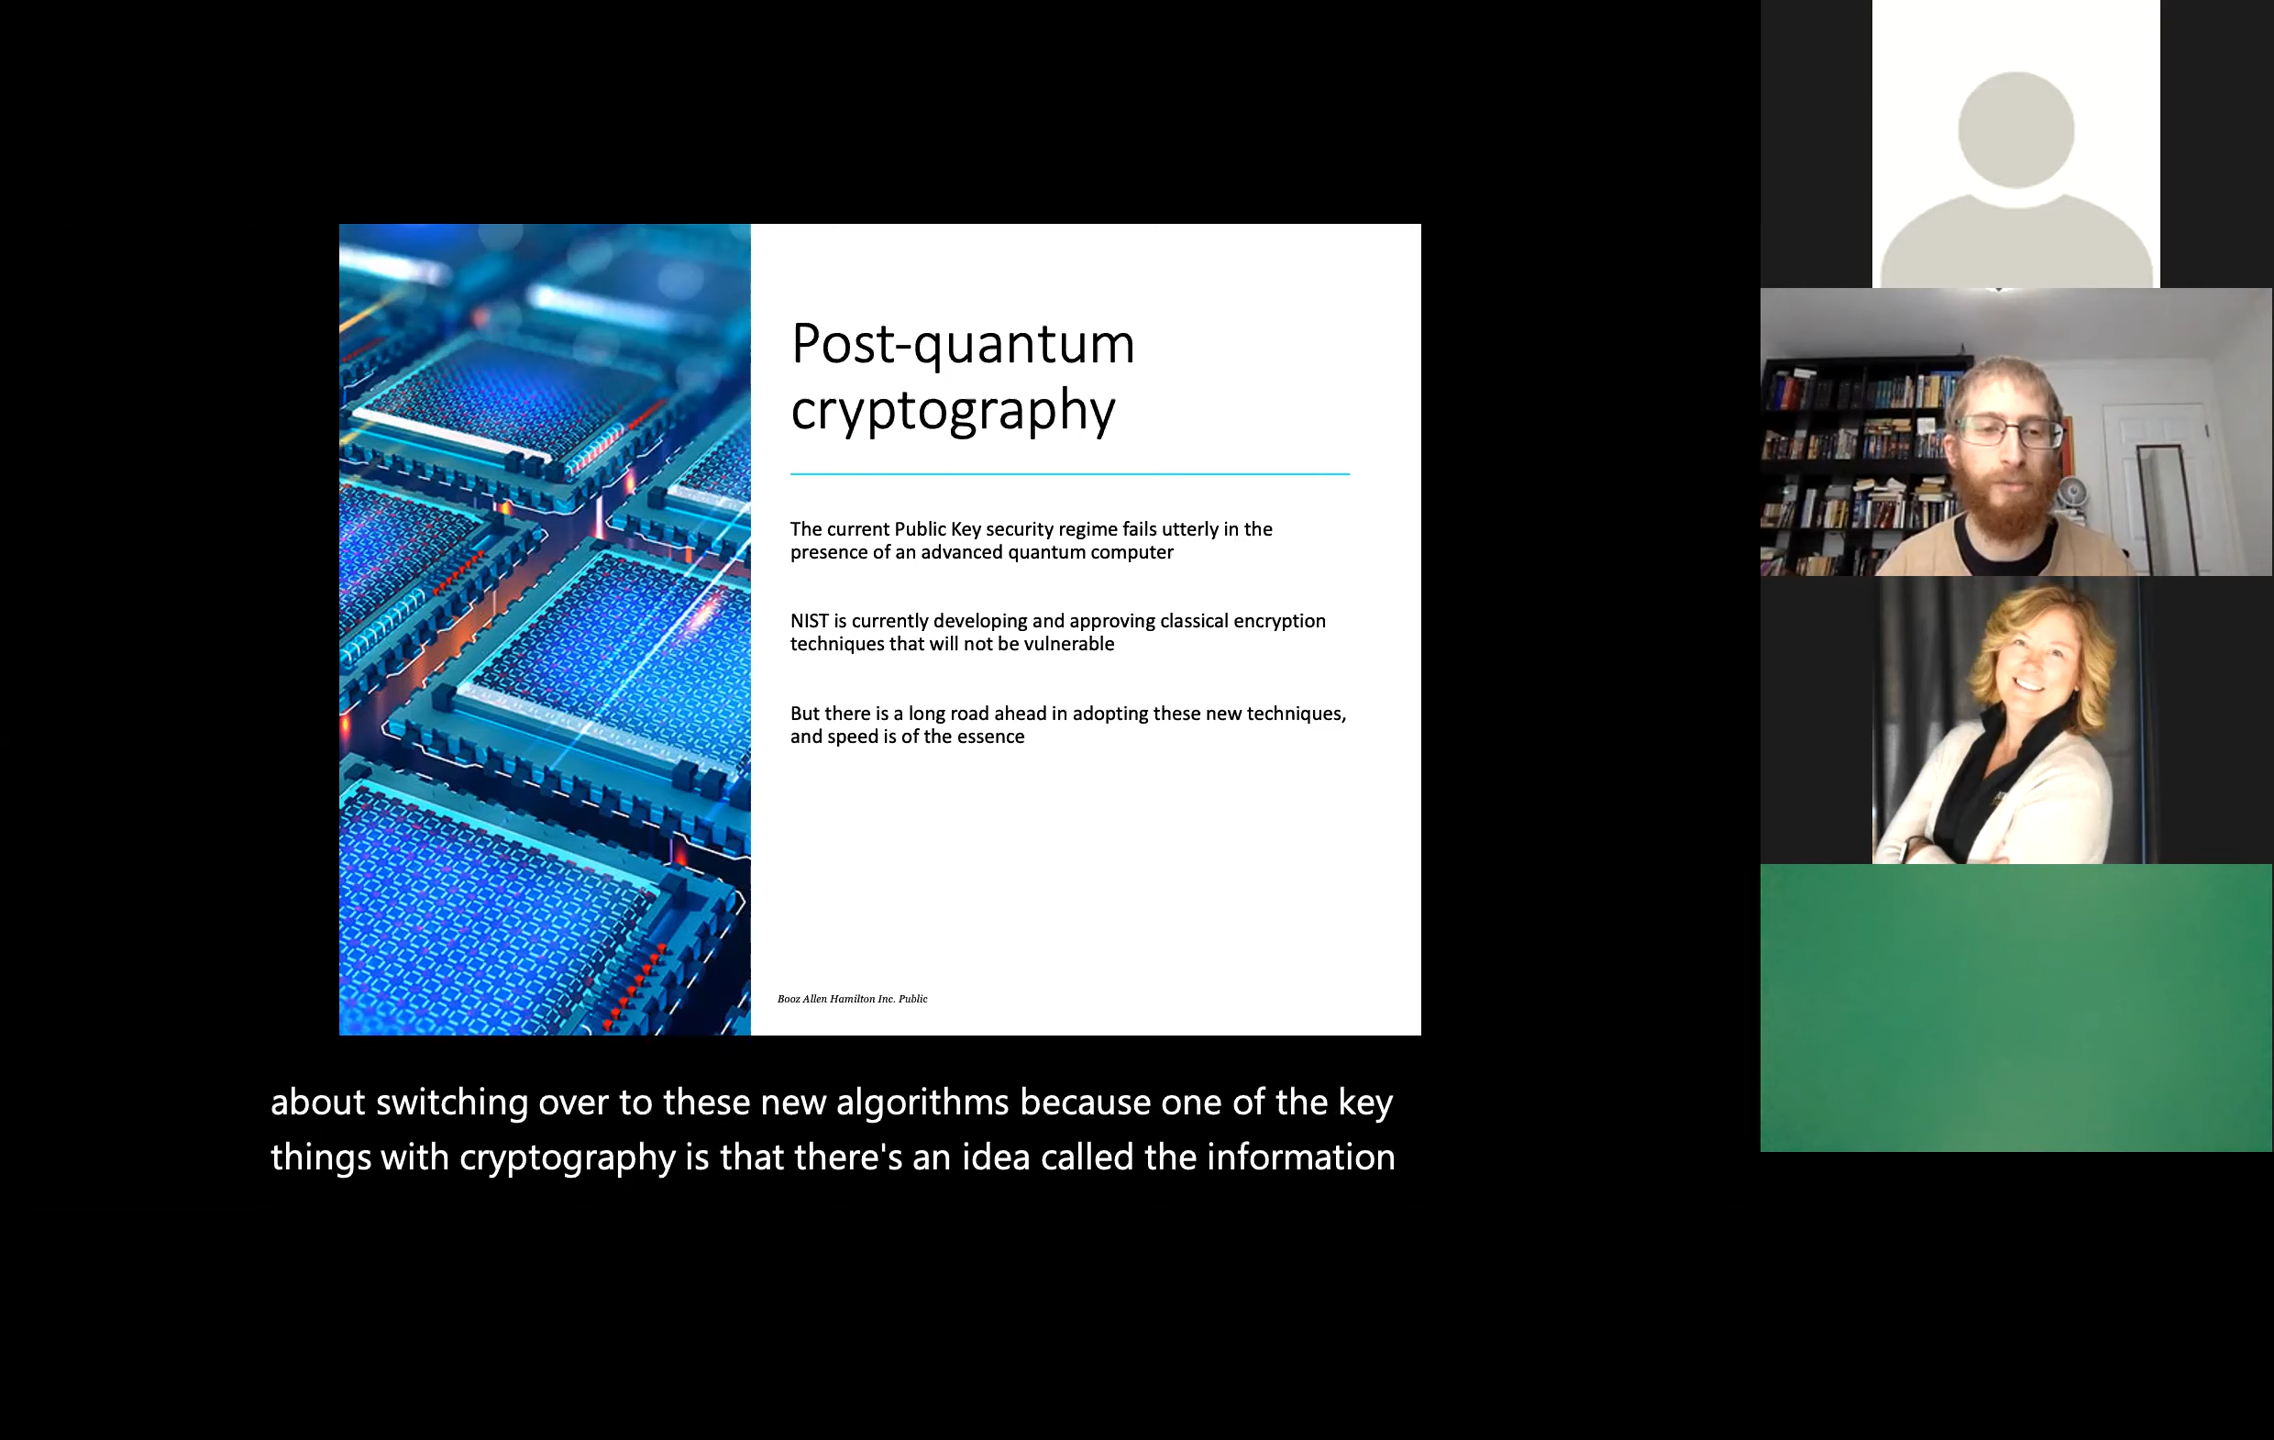 Post-quantum
cryptography
The current Public Key security regime fails utterly in the
presence of an advanced quantum computer
NIST is currently developing and approving classical encryption
techniques that will not be vulnerable
But there is a long road ahead in adopting these new techniques,
and speed is of the essence
Booz Allen Hamilton Inc. Public
about switching over to these new algorithms because one of the key
things with cryptography is that there's an idea called the information